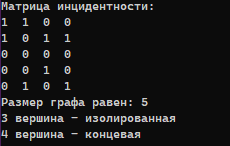 Матрица инцидентности:
1 1 0 0
1 0 1 1
0 0 0 0
0 0 1 0
0 1 0 1
Размер графа равен: 5
3 вершина - изолированная
4 вершина - концевая